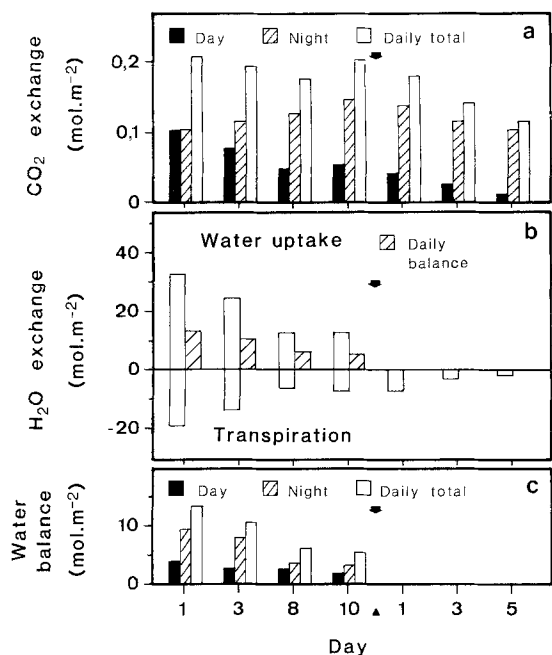 Day Night Daily total a
0,2
0,1
0
CO2 exchange
(mol.m-2)
Water uptake
Daily
balance
b
40
20
0
-20
H2O exchange
(mol.m-2)
Transpiration
Day Night Daily total c
10
0
Water
balance
(mol.m-2)
1 3 8 10 1 3 5
Day